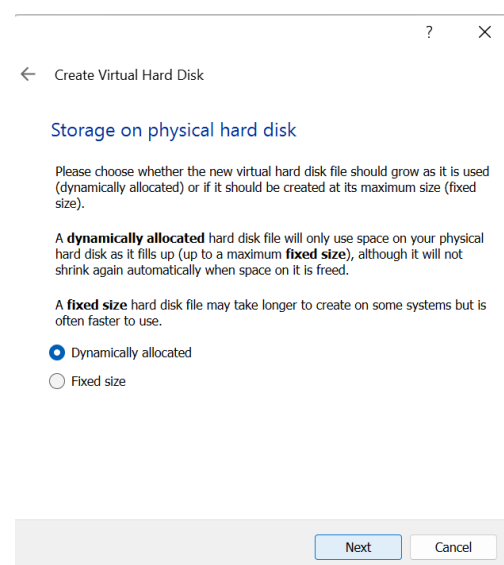 ?
Create Virtual Hard Disk
Storage on physical hard disk
Please choose whether the new virtual hard disk file should grow as it is used
(dynamically allocated) or if it should be created at its maximum size (fixed
size).
A dynamically allocated hard disk file will only use space on your physical
hard disk as it fills up (up to a maximum fixed size), although it will not
shrink again automatically when space on it is freed.
A fixed size hard disk file may take longer to create on some systems but is
often faster to use.
Dynamically allocated
Fixed size
Next Cancel